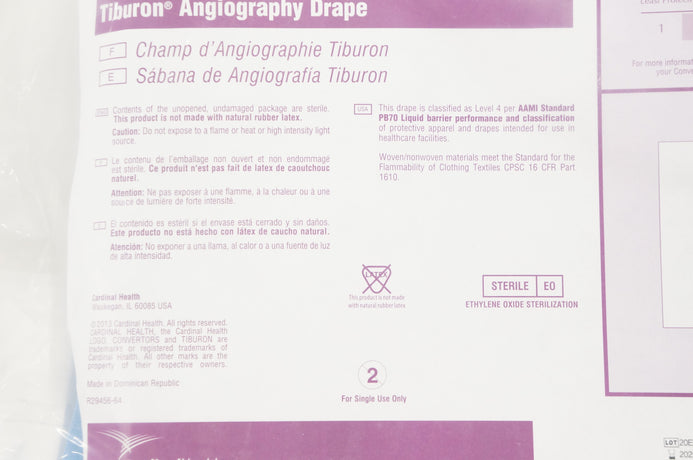 Tiburon® Angiography Drape
F Champ d'Angiographie Tiburon
E Sábana de Angiografía Tiburon
Contents of the unopened, undamaged package are sterile.
This product is not made with natural rubber latex.
Caution: Do not expose to a flame or heat or high intensity light
source.
F Le contenu de l'emballage non ouvert et non endommagé
est stérile. Ce produit n'est pas fait de latex de caoutchouc
naturel.
Attention: Ne pas exposer à une flamme, à la chaleur ou à une
source de lumière de forte intensité.
E El contenido es estéril si el envase está cerrado y sin daños.
Este producto no está hecho con látex de caucho natural.
Atención: No exponer a una llama, al calor o a una fuente de luz
de alta intensidad.
USA This drape is classified as Level 4 per AAMI Standard
PB70 Liquid barrier performance and classification
of protective apparel and drapes intended for use in
healthcare facilities.
Woven/nonwoven materials meet the Standard for the
Flammability of Clothing Textiles CPSC 16 CFR Part
1610.
Cardinal Health
Waukegan, IL 60085 USA
©2013 Cardinal Health. All rights reserved.
CARDINAL HEALTH, the Cardinal Health
LOGO, CONVERTORS and TIBURON are
trademarks or registered trademarks of
Cardinal Health. All other marks are the
property of their respective owners.
Made in Dominican Republic
R29456-64
LATEX
This product is not made
with natural rubber latex
2
For Single Use Only
STERILE EO
ETHYLENE OXIDE STERILIZATION
1
For more informat
your Conve
LOT 20E
202